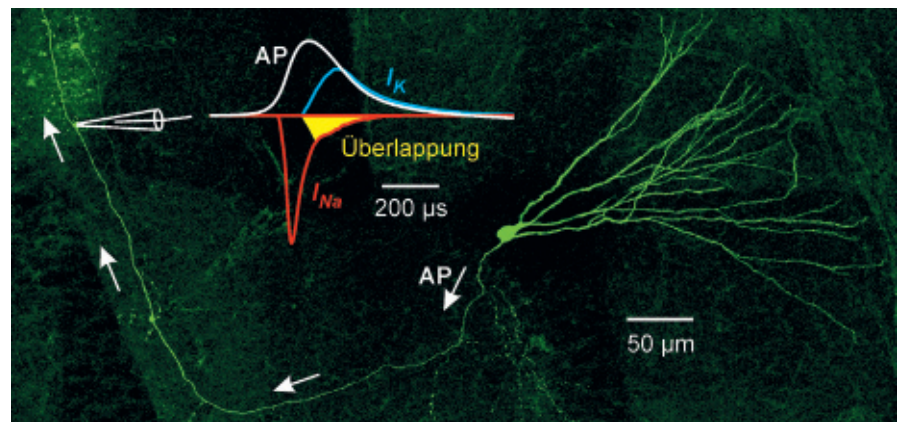 AP
I_K
Überlappung
I_Na
200 µs
AP
50 µm